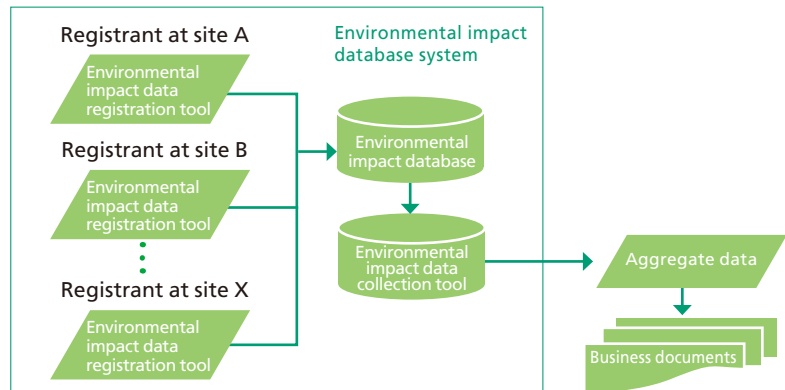 Registrant at site A
Environmental
impact data
registration tool
Registrant at site B
Environmental
impact data
registration tool
Registrant at site X
Environmental
impact data
registration tool
Environmental impact
database system
Environmental
impact database
Environmental
impact data
collection tool
Aggregate data
Business documents